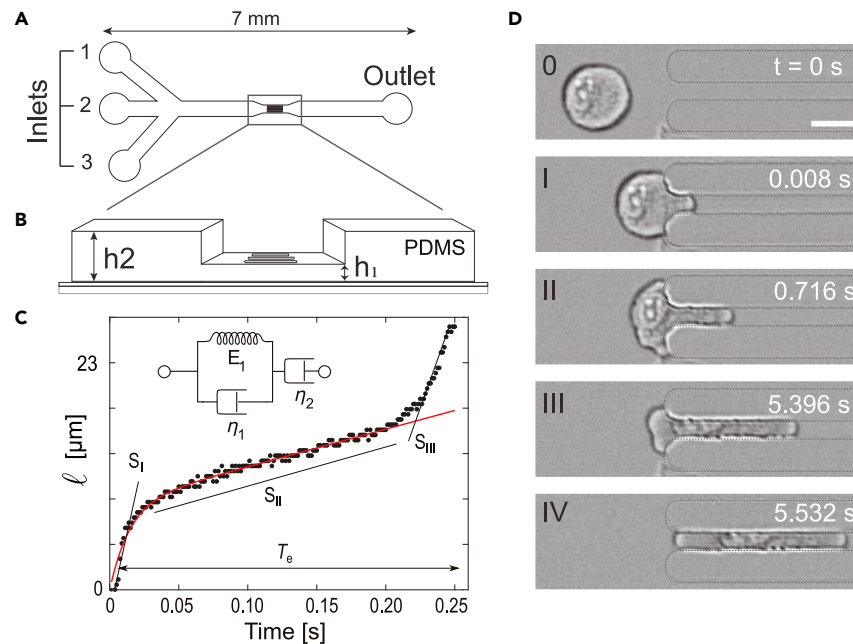 A
7 mm
Inlets
1
2
3
Outlet
B
h2
PDMS
h1
C
ℓ [μm]
23
0
E1
η1
η2
SI
SII
SIII
Te
0 0.05 0.10 0.15 0.20 0.25
Time [s]
D
0
t = 0 s
I
0.008 s
II
0.716 s
III
5.396 s
IV
5.532 s